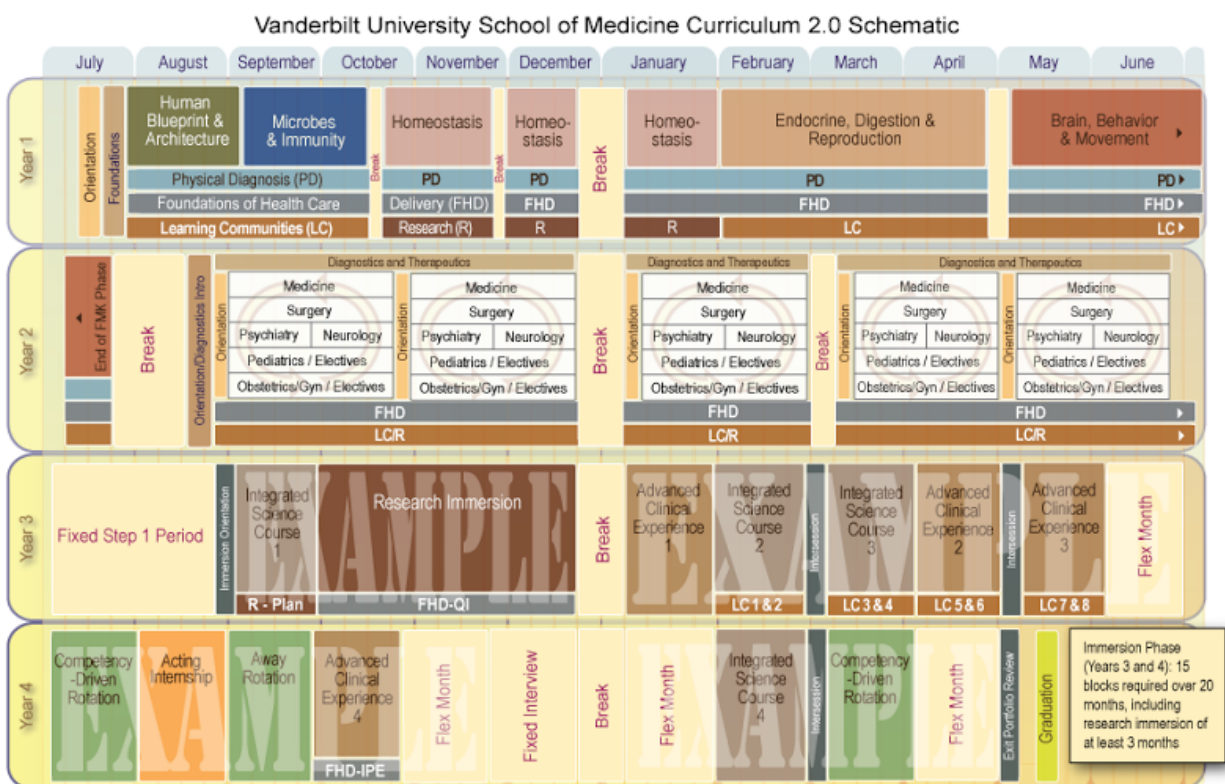 Vanderbilt University School of Medicine Curriculum 2.0 Schematic
July August September October November December January February March April May June
Year 1
Orientation
Foundations
Human
Blueprint &
Architecture
Microbes
& Immunity
Break
Homeostasis
Break
Homeo-
stasis
Break
Homeo-
stasis
Endocrine, Digestion &
Reproduction
Brain, Behavior
& Movement
Physical Diagnosis (PD) PD PD PD PD
Foundations of Health Care Delivery (FHD) FHD FHD FHD
Learning Communities (LC) Research (R) R R LC LC
Year 2
End of FMK Phase
Break
Orientation/Diagnostics Intro
Diagnostics and Therapeutics
Orientation
Medicine
Surgery
Psychiatry Neurology
Pediatrics / Electives
Obstetrics/Gyn / Electives
Orientation
Medicine
Surgery
Psychiatry Neurology
Pediatrics / Electives
Obstetrics/Gyn / Electives
FHD
LC/R
Break
Diagnostics and Therapeutics
Orientation
Medicine
Surgery
Psychiatry Neurology
Pediatrics / Electives
Obstetrics/Gyn / Electives
FHD
LC/R
Break
Diagnostics and Therapeutics
Orientation
Medicine
Surgery
Psychiatry Neurology
Pediatrics / Electives
Obstetrics/Gyn / Electives
Orientation
Medicine
Surgery
Psychiatry Neurology
Pediatrics / Electives
Obstetrics/Gyn / Electives
FHD
LC/R
Year 3
Fixed Step 1 Period
Immersion Orientation
EXAMPLE
Integrated
Science
Course
1
R - Plan
Research Immersion
FHD-QI
Break
EXAMPLE
Advanced
Clinical
Experience
1
Integrated
Science
Course
2
LC 1 & 2
Intersession
Integrated
Science
Course
3
LC 3 & 4
Advanced
Clinical
Experience
2
LC 5 & 6
Intersession
Advanced
Clinical
Experience
3
LC 7 & 8
Flex Month
Year 4
EXAMPLE
Competency
-Driven
Rotation
Acting
Internship
Away
Rotation
Advanced
Clinical
Experience
4
FHD-IPE
Flex Month
Fixed Interview
Break
EXAMPLE
Flex Month
Integrated
Science
Course
4
Intersession
Competency
-Driven
Rotation
Flex Month
Exit Portfolio Review
Graduation
Immersion Phase
(Years 3 and 4): 15
blocks required over 20
months, including
research immersion of
at least 3 months